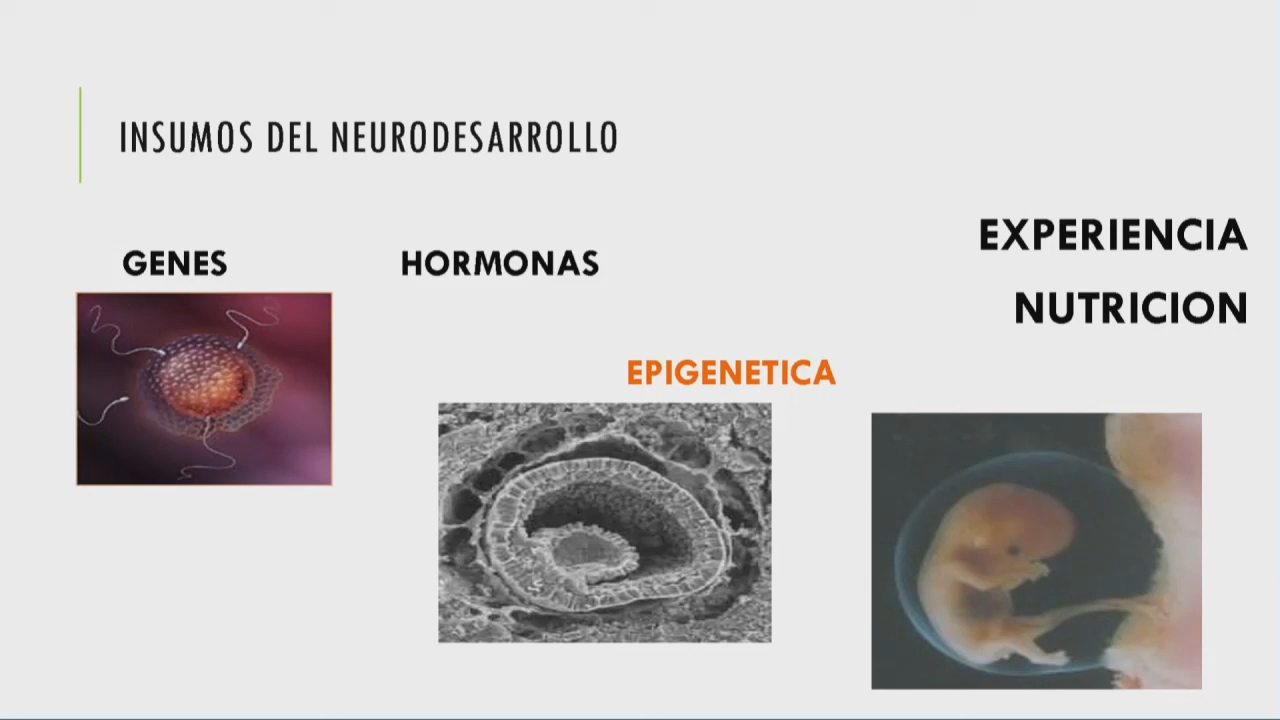 INSUMOS DEL NEURODESARROLLO
GENES
HORMONAS
EXPERIENCIA
NUTRICION
EPIGENETICA